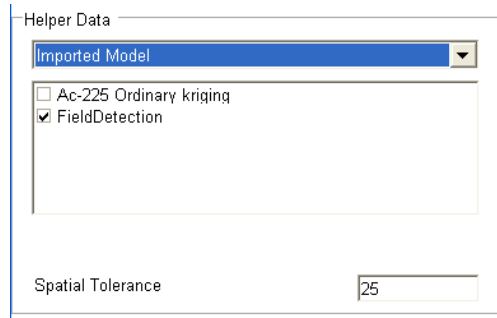 Helper Data
Imported Model
Ac-225 Ordinary kriging
FieldDetection
Spatial Tolerance 25